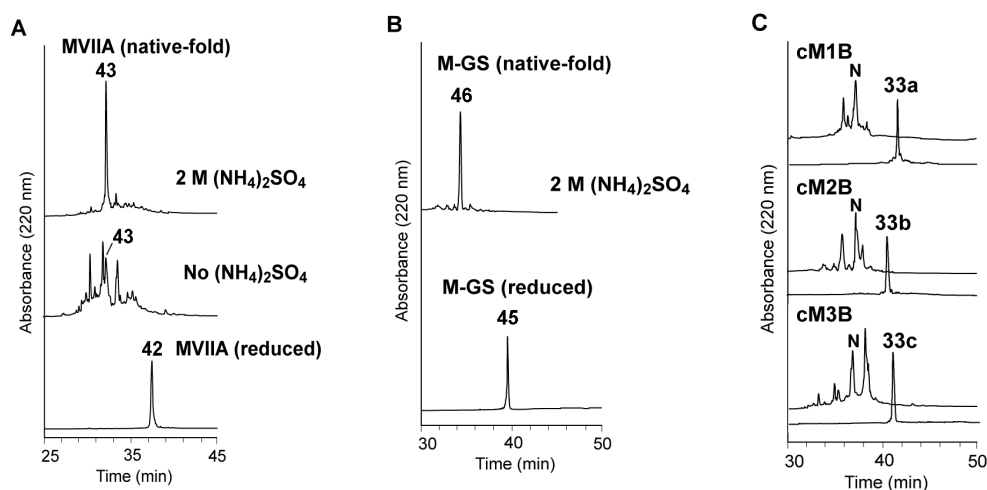 A
MVIIA (native-fold)
43
2 M (NH4)2SO4
43
No (NH4)2SO4
42 MVIIA (reduced)
Absorbance (220 nm)
25 35 45
Time (min)
B
M-GS (native-fold)
46
2 M (NH4)2SO4
M-GS (reduced)
45
Absorbance (220 nm)
30 40 50
Time (min)
C
cM1B
N
33a
cM2B
N
33b
cM3B
N
33c
Absorbance (220 nm)
30 40 50
Time (min)